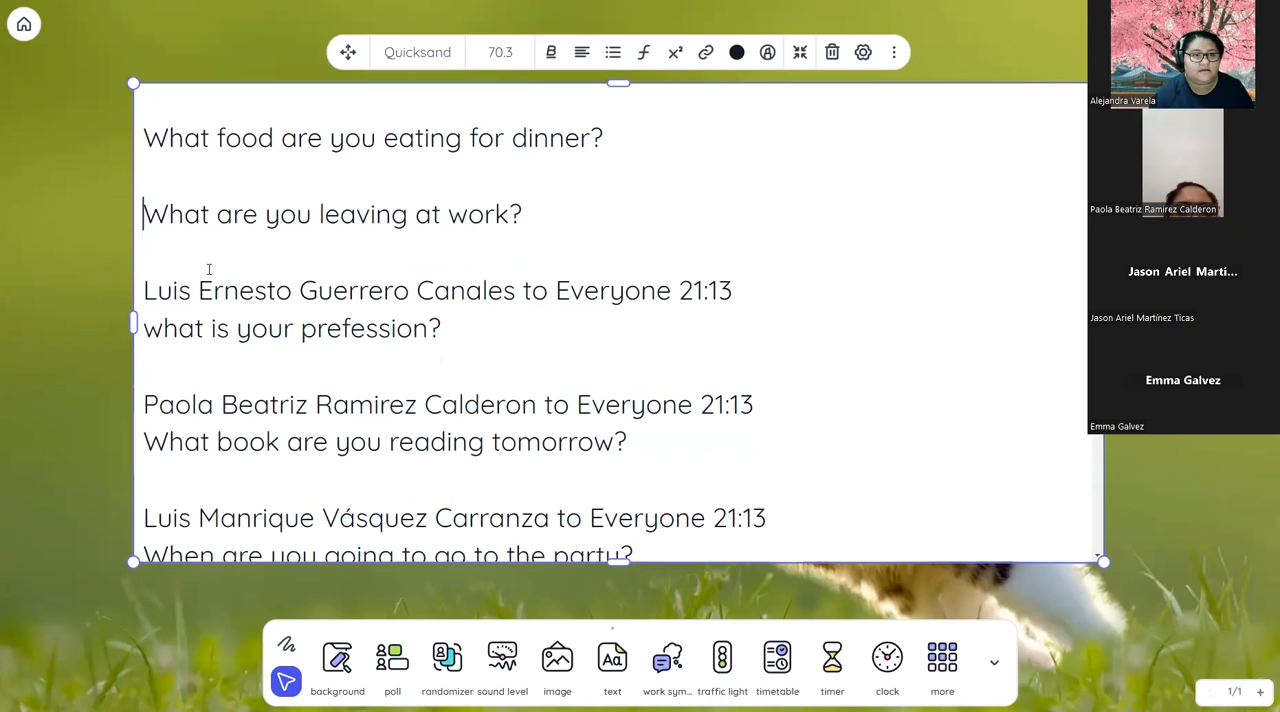 Quicksand
70.3
B
Alejandra Varela
What food are you eating for dinner?
What are you leaving at work?
Luis Ernesto Guerrero Canales to Everyone 21:13
what is your prefession?
Paola Beatriz Ramirez Calderon to Everyone 21:13
What book are you reading tomorrow?
Luis Manrique Vásquez Carranza to Everyone 21:13
When are you going to go to the party?
Paola Beatriz Ramirez Calderon
Jason Ariel Martí...
Jason Ariel Martínez Ticas
Emma Galvez
Emma Galvez
background
poll
randomizer
sound level
image
text
work sym...
traffic light
timetable
timer
clock
more
1/1